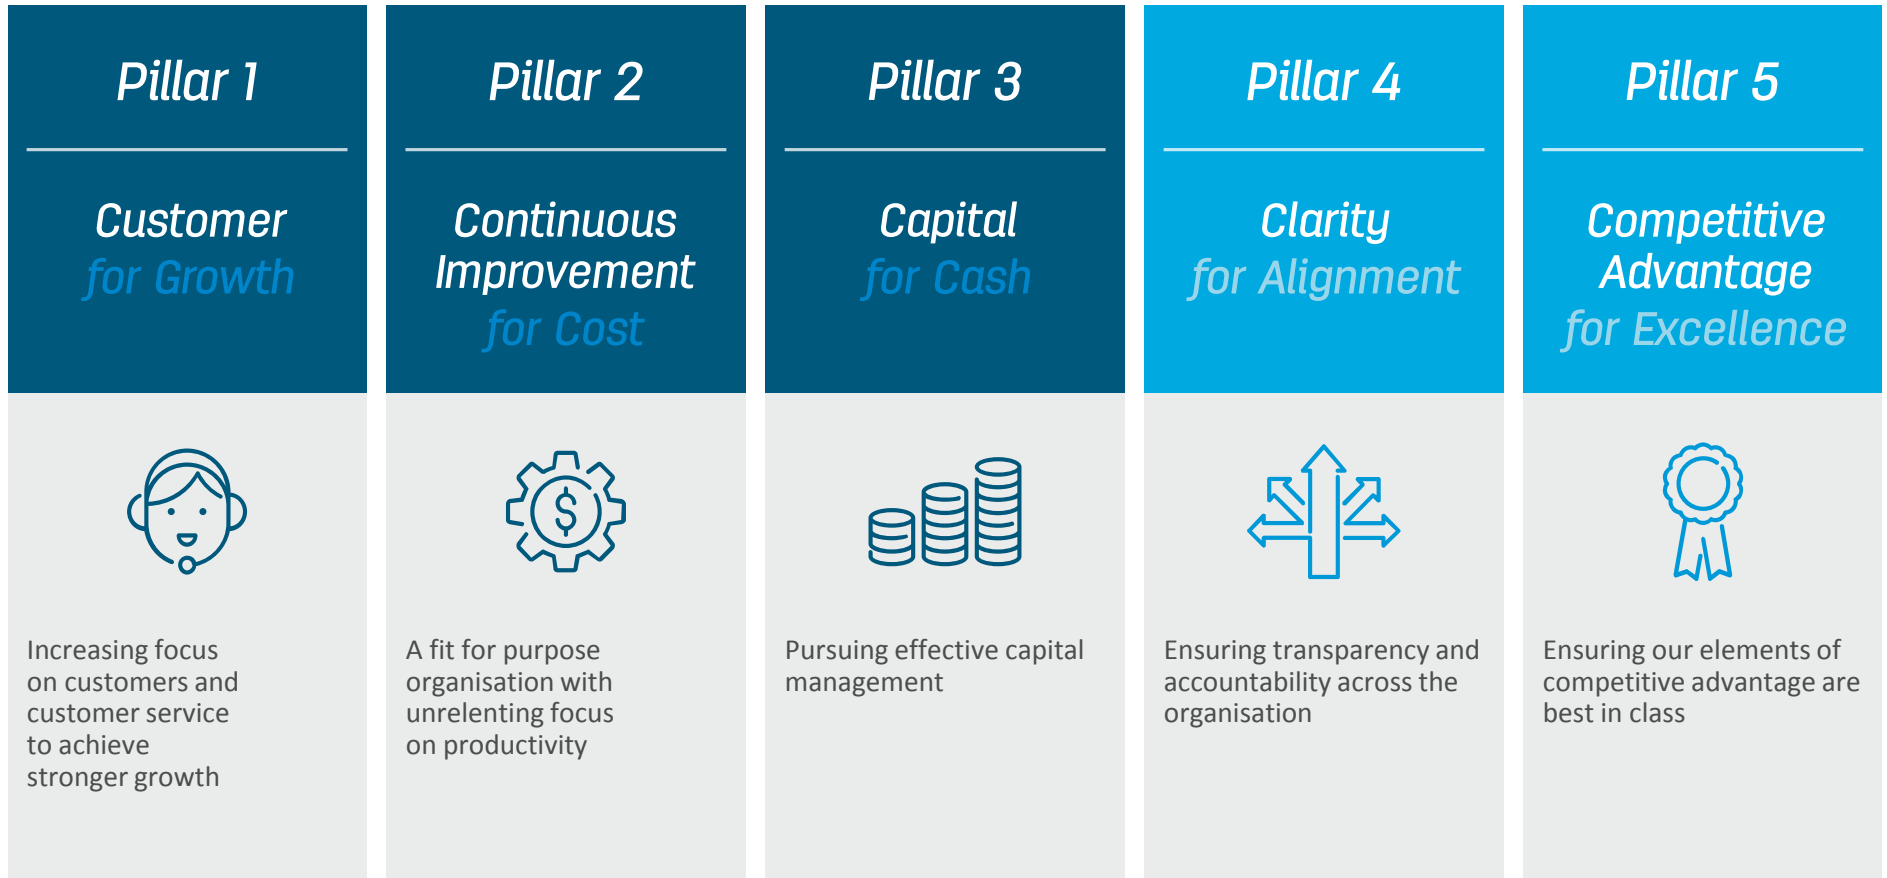 Pillar 1
Customer
for Growth
Increasing focus
on customers and
customer service
to achieve
stronger growth
Pillar 2
Continuous
Improvement
for Cost
$
A fit for purpose
organisation with
unrelenting focus
on productivity
Pillar 3
Capital
for Cash
Pursuing effective capital
management
Pillar 4
Clarity
for Alignment
Ensuring transparency and
accountability across the
organisation
Pillar 5
Competitive
Advantage
for Excellence
Ensuring our elements of
competitive advantage are
best in class